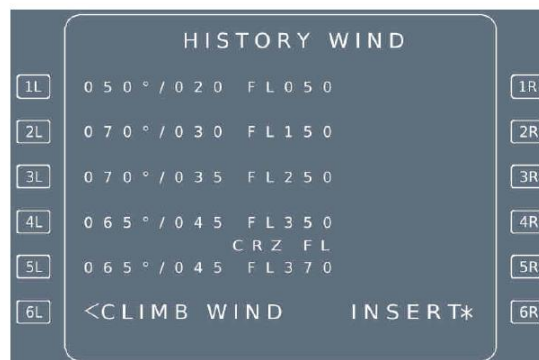 HISTORY WIND
1L 050°/020 FL050 1R
2L 070°/030 FL150 2R
3L 070°/035 FL250 3R
4L 065°/045 FL350 4R
CRZ FL
5L 065°/045 FL370 5R
6L <CLIMB WIND INSERT* 6R